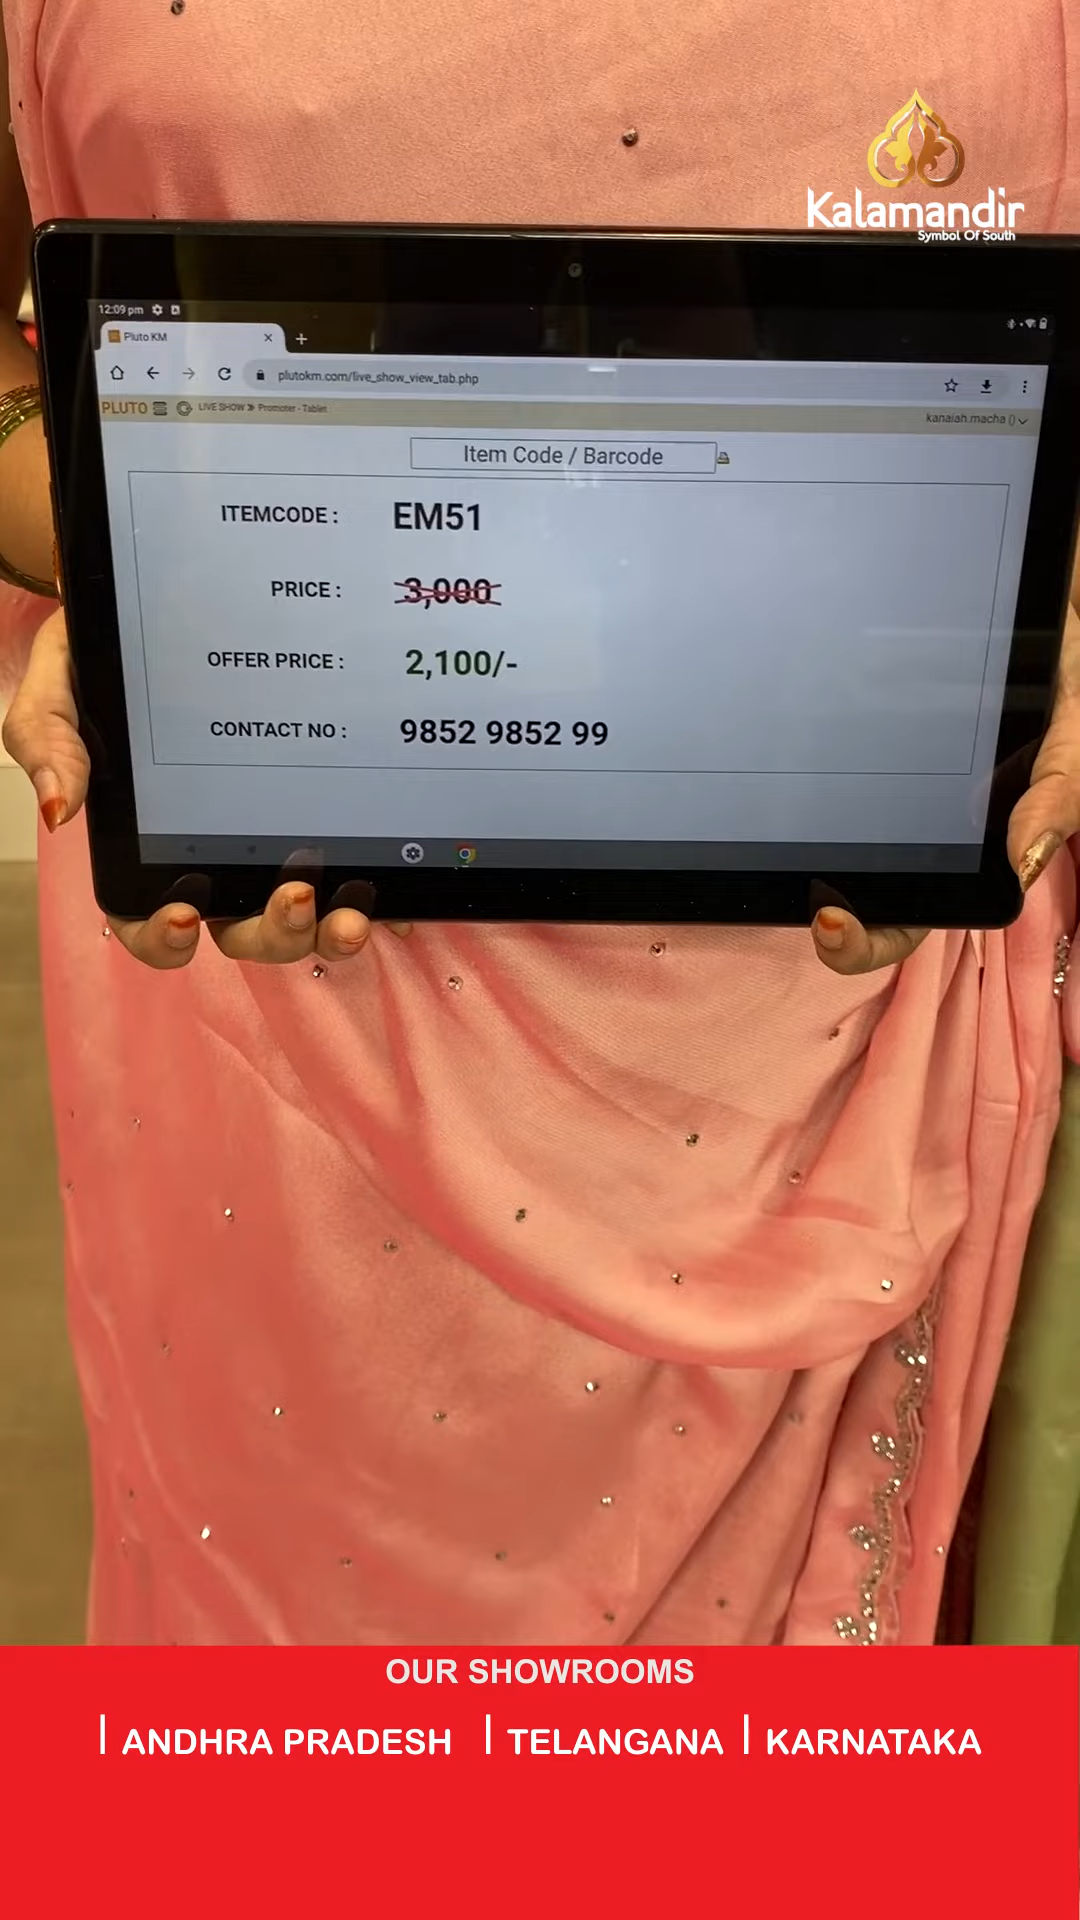 Kalamandir
Symbol Of South
12:09 pm
Pluto KM
plutokm.com/live_show_view_tab.php
PLUTO LIVE SHOW » Promoter - Tablet
kanaiah.macha ()
Item Code / Barcode
ITEMCODE : EM51
PRICE : 3,000
OFFER PRICE : 2,100/-
CONTACT NO : 9852 9852 99
OUR SHOWROOMS
| ANDHRA PRADESH | TELANGANA | KARNATAKA